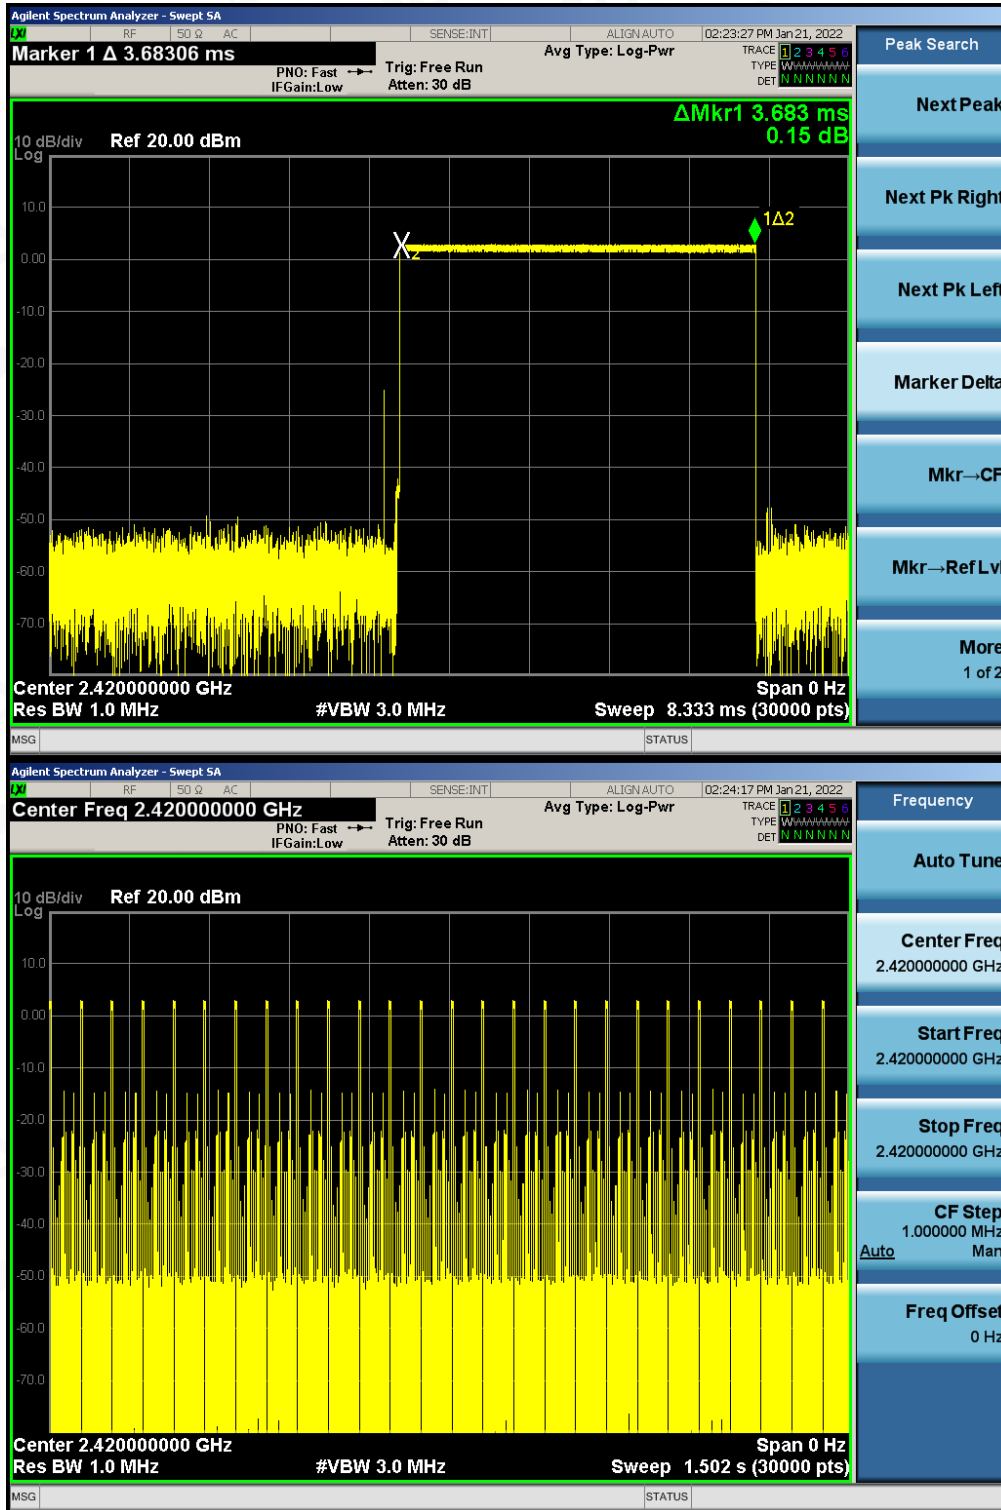 Agilent Spectrum Analyzer - Swept SA
LXI RF 50 Ω AC SENSE:INT ALIGNAUTO 02:23:27 PM Jan 21, 2022
Marker 1 Δ 3.68306 ms
PNO: Fast
IFGain:Low
Trig: Free Run
Atten: 30 dB
Avg Type: Log-Pwr
TRACE 1 2 3 4 5 6
TYPE W
DET N N N N N N
Peak Search
Next Peak
Next Pk Right
Next Pk Left
Marker Delta
Mkr→CF
Mkr→Ref Lvl
More
1 of 2
ΔMkr1 3.683 ms
0.15 dB
10 dB/div Ref 20.00 dBm
Log
10.0
0.00
-10.0
-20.0
-30.0
-40.0
-50.0
-60.0
-70.0
X2
1Δ2
Center 2.420000000 GHz Span 0 Hz
Res BW 1.0 MHz #VBW 3.0 MHz Sweep 8.333 ms (30000 pts)
MSG STATUS
Agilent Spectrum Analyzer - Swept SA
LXI RF 50 Ω AC SENSE:INT ALIGNAUTO 02:24:17 PM Jan 21, 2022
Center Freq 2.420000000 GHz
PNO: Fast
IFGain:Low
Trig: Free Run
Atten: 30 dB
Avg Type: Log-Pwr
TRACE 1 2 3 4 5 6
TYPE W
DET N N N N N N
Frequency
Auto Tune
Center Freq
2.420000000 GHz
Start Freq
2.420000000 GHz
Stop Freq
2.420000000 GHz
CF Step
1.000000 MHz
Auto Man
Freq Offset
0 Hz
10 dB/div Ref 20.00 dBm
Log
10.0
0.00
-10.0
-20.0
-30.0
-40.0
-50.0
-60.0
-70.0
Center 2.420000000 GHz Span 0 Hz
Res BW 1.0 MHz #VBW 3.0 MHz Sweep 1.502 s (30000 pts)
MSG STATUS